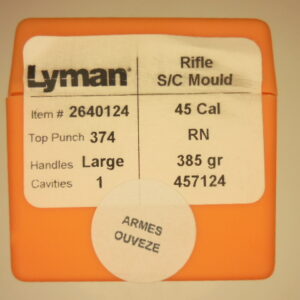 Lyman® Rifle
S/C Mould
Item # 2640124 45 Cal
Top Punch 374 RN
Handles Large 385 gr
Cavities 1 457124
ARMES
OUVEZE